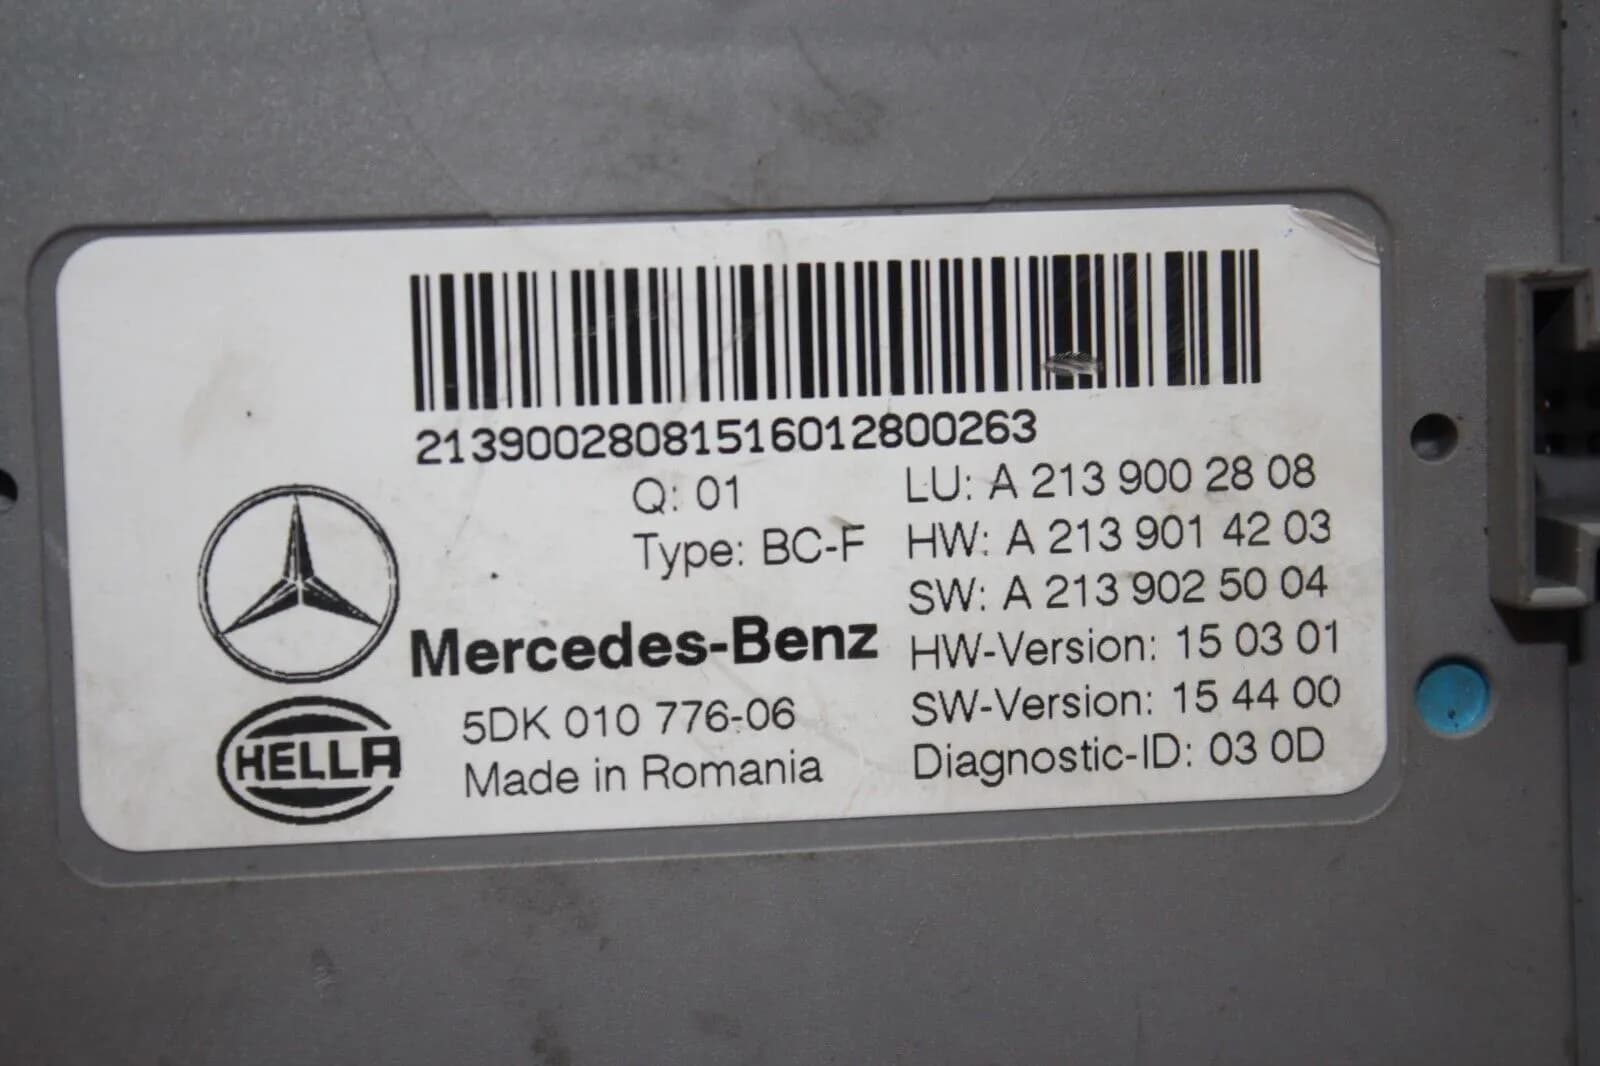 21390028081516012800263
Q: 01
Type: BC-F
LU: A 213 900 28 08
HW: A 213 901 42 03
SW: A 213 902 50 04
HW-Version: 15 03 01
SW-Version: 15 44 00
Diagnostic-ID: 03 0D
Mercedes-Benz
HELLA
5DK 010 776-06
Made in Romania